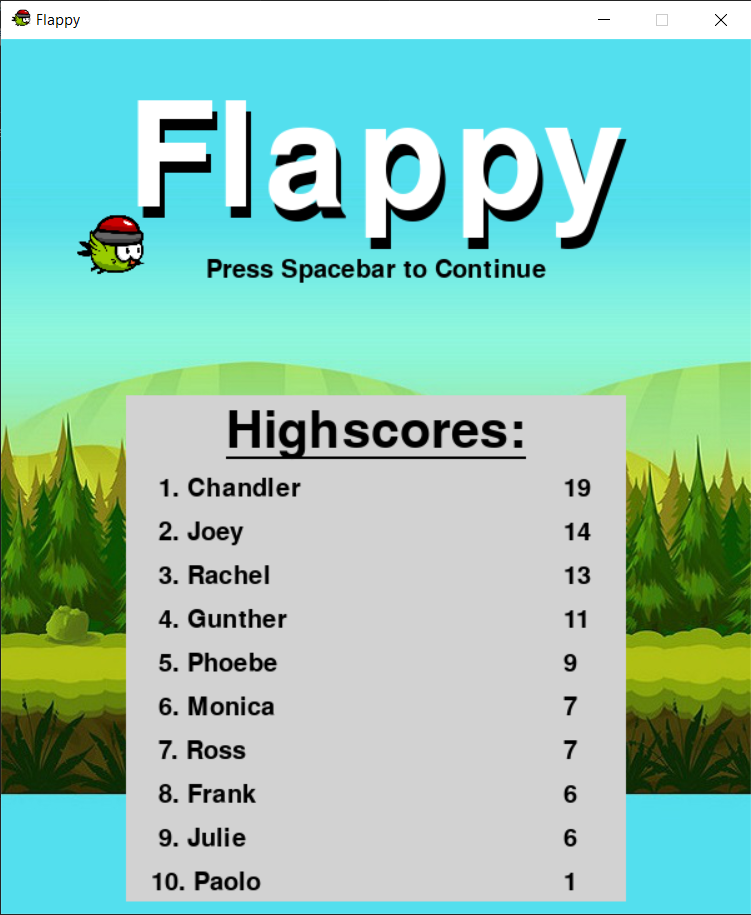 Flappy
Flappy
Press Spacebar to Continue
Highscores:
1. Chandler 19
2. Joey 14
3. Rachel 13
4. Gunther 11
5. Phoebe 9
6. Monica 7
7. Ross 7
8. Frank 6
9. Julie 6
10. Paolo 1